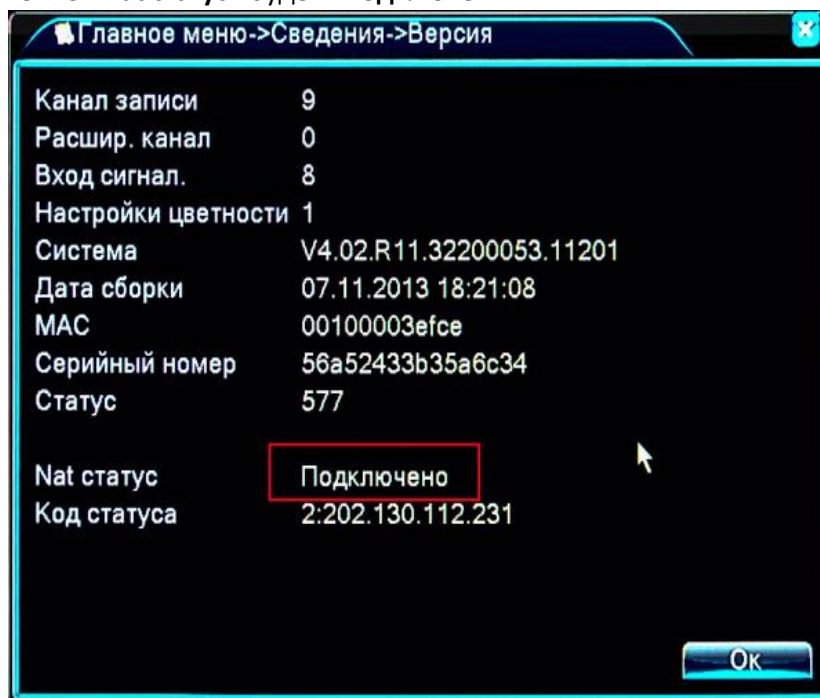 Главное меню->Сведения->Версия
Канал записи 9
Расшир. канал 0
Вход сигнал. 8
Настройки цветности 1
Система V4.02.R11.32200053.11201
Дата сборки 07.11.2013 18:21:08
MAC 00100003efce
Серийный номер 56a52433b35a6c34
Статус 577
Nat статус Подключено
Код статуса 2:202.130.112.231
Ок